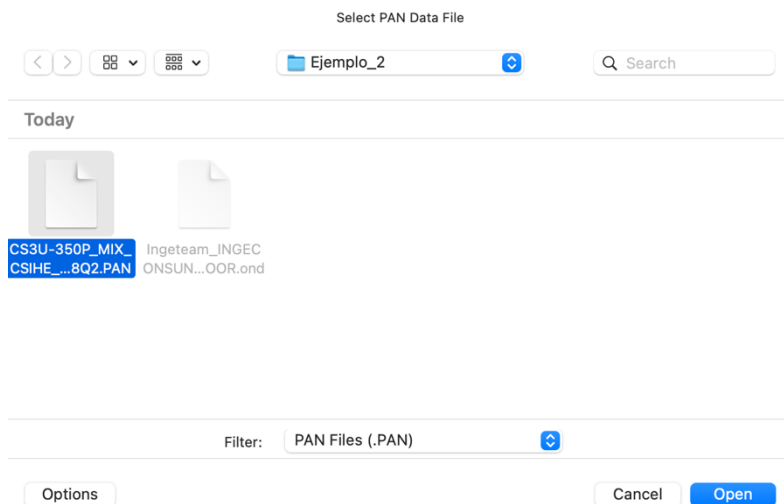 Select PAN Data File
Ejemplo_2
Search
Today
CS3U-350P_MIX_
CSIHE_...8Q2.PAN
Ingeteam_INGEC
ONSUN...OOR.ond
Filter:
PAN Files (.PAN)
Options
Cancel
Open